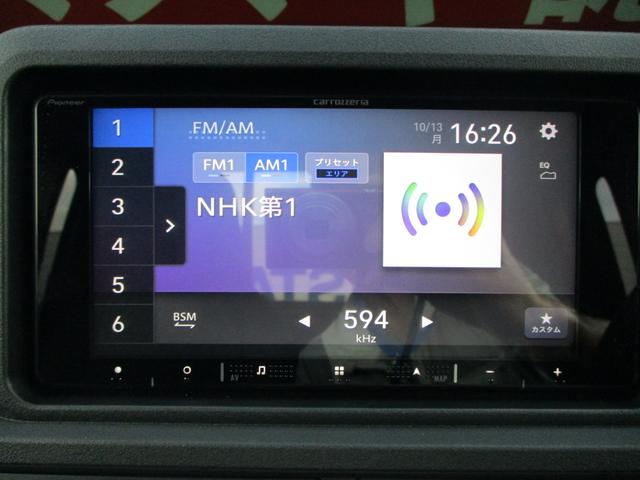 Pioneer
carrozzeria
1
FM/AM
10/13
月
16:26
2
FM1
AM1
プリセット
エリア
EQ
3
NHK第1
4
5
6
BSM
594
kHz
カスタム
AV
MAP